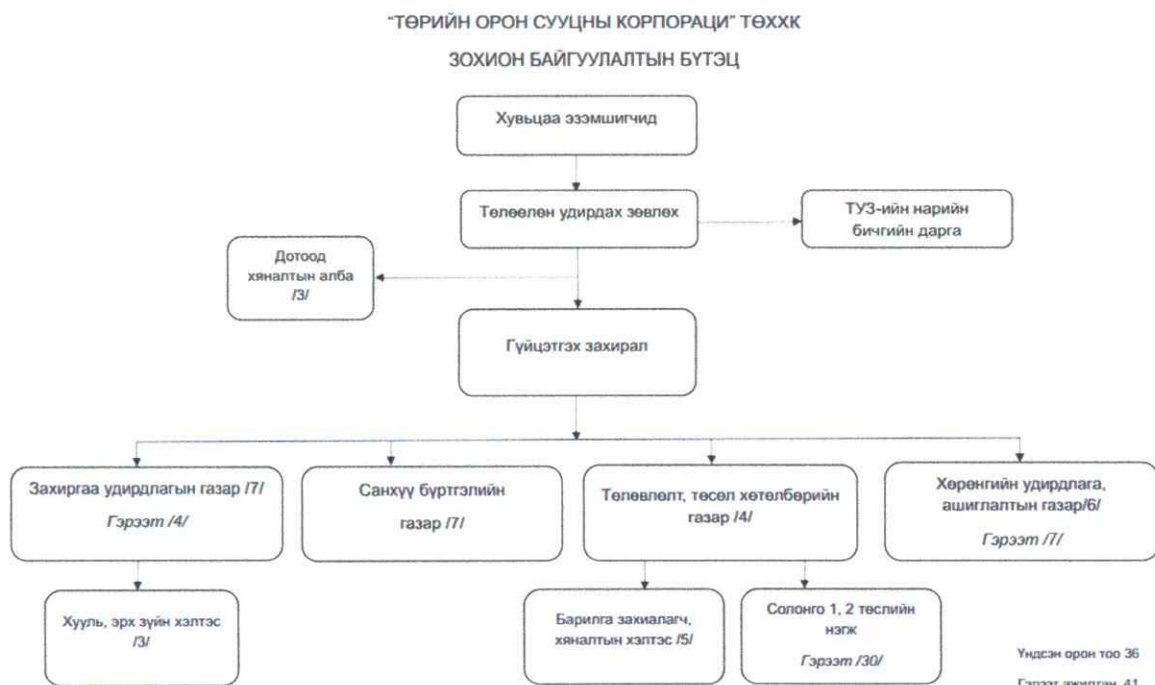 “ТӨРИЙН ОРОН СУУЦНЫ КОРПОРАЦИ” ТӨХХК
ЗОХИОН БАЙГУУЛАЛТЫН БҮТЭЦ
Хувьцаа эзэмшигчид
Төлөөлөн удирдах зөвлөх
ТУЗ-ийн нарийн
бичгийн дарга
Дотоод
хяналтын алба
/3/
Гүйцэтгэх захирал
Захиргаа удирдлагын газар /7/
Гэрээт /4/
Санхүү бүртгэлийн
газар /7/
Төлөвлөлт, төсөл хөтөлбөрийн
газар /4/
Хөрөнгийн удирдлага,
ашиглалтын газар/6/
Гэрээт /7/
Хууль, эрх зүйн хэлтэс
/3/
Барилга захиалагч,
хяналтын хэлтэс /5/
Солонго 1, 2 төслийн
нэгж
Гэрээт /30/
Үндсэн орон тоо 36
Гэрээт ажилтан 41